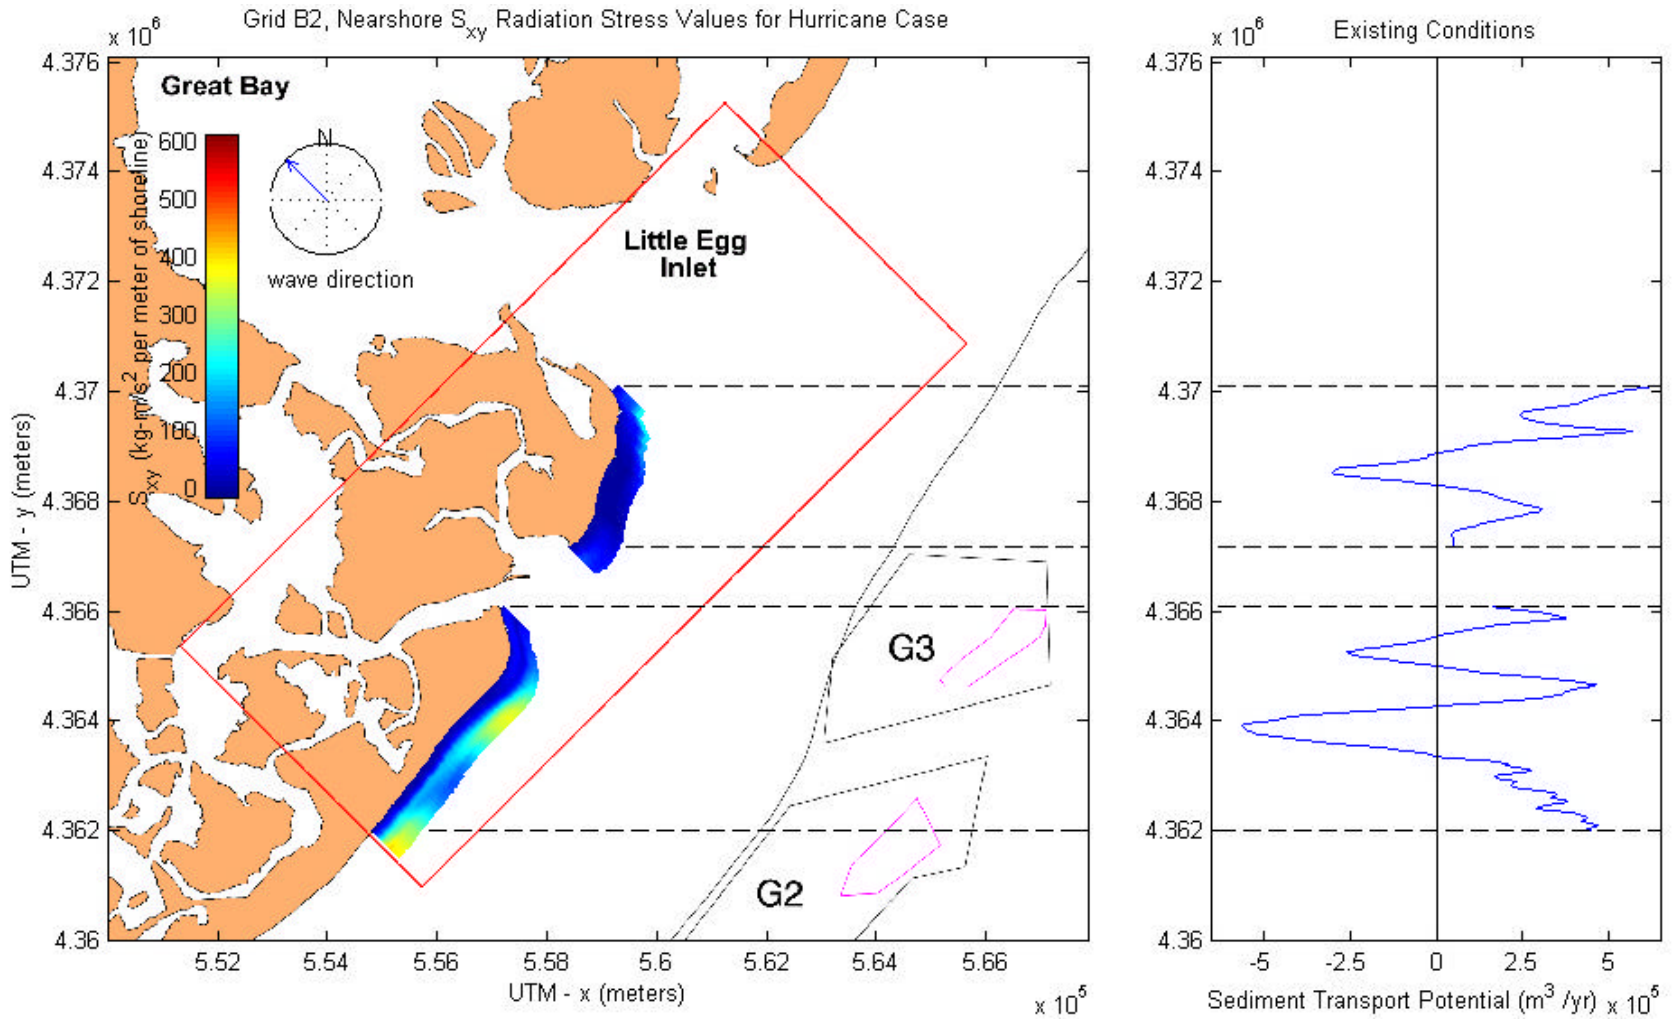 Grid B2, Nearshore Sxy Radiation Stress Values for Hurricane Case
x 10^6
4.376
4.374
4.372
4.37
4.368
4.366
4.364
4.362
4.36
UTM - y (meters)
Great Bay
600
500
400
300
200
100
0
Sxy (kg-m/s² per meter of shoreline)
N
wave direction
Little Egg
Inlet
G3
G2
5.52
5.54
5.56
5.58
5.6
5.62
5.64
5.66
UTM - x (meters)
x 10^5
Existing Conditions
x 10^6
4.376
4.374
4.372
4.37
4.368
4.366
4.364
4.362
4.36
-5
-2.5
0
2.5
5
Sediment Transport Potential (m³ /yr) x 10^5